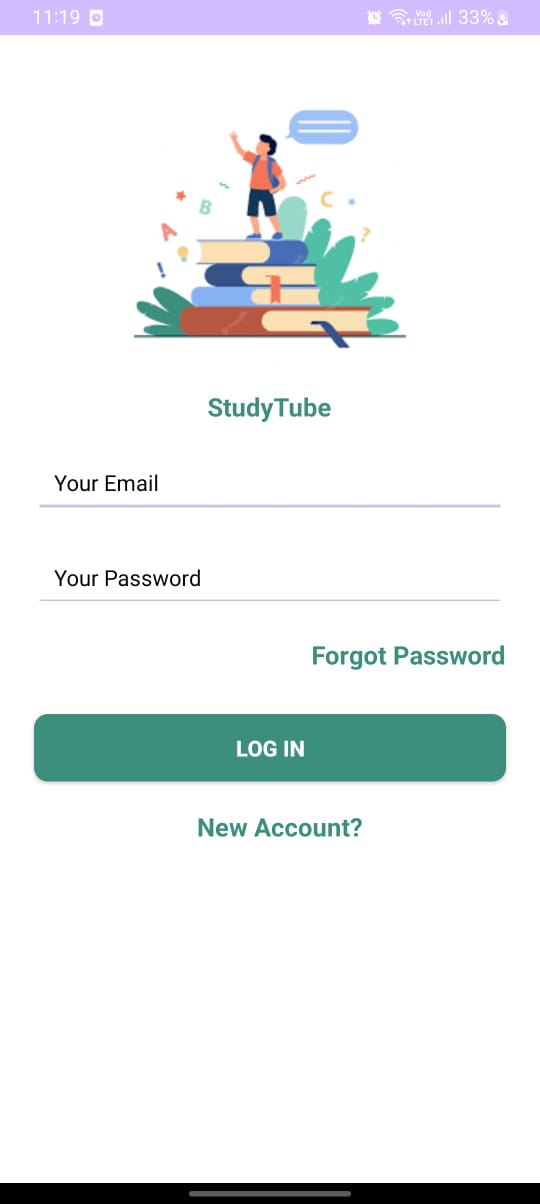 11:19
Vo))
LTE1
33%
A
B
C
?
!
StudyTube
Your Email
Your Password
Forgot Password
LOG IN
New Account?